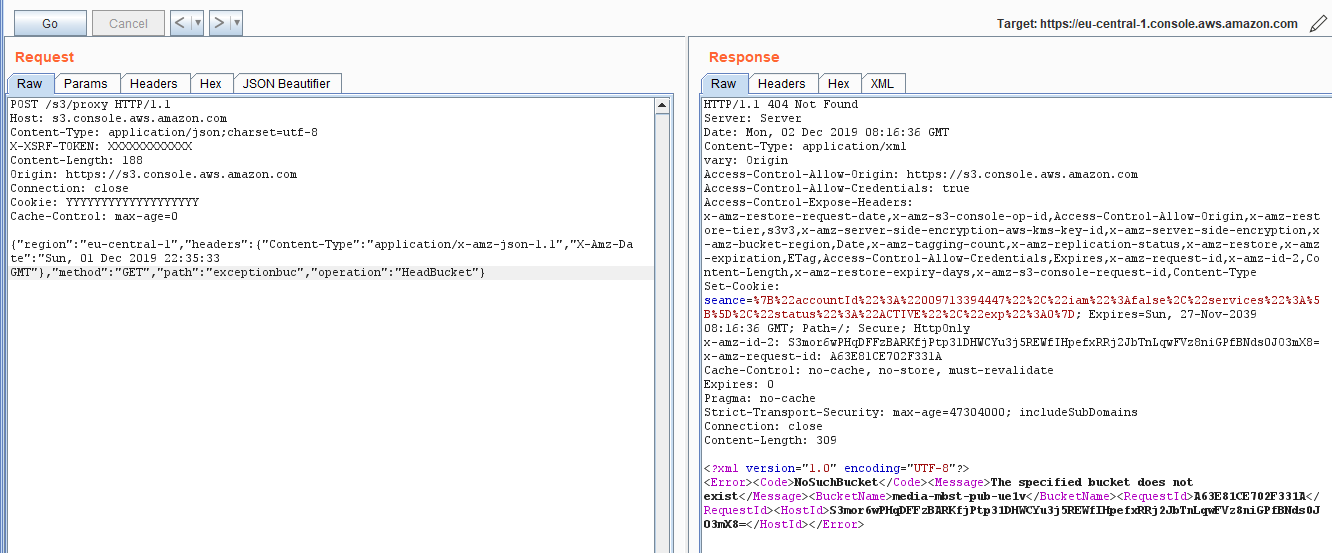 Go Cancel < > Target: https://eu-central-1.console.aws.amazon.com
Request
Raw Params Headers Hex JSON Beautifier
POST /s3/proxy HTTP/1.1
Host: s3.console.aws.amazon.com
Content-Type: application/json;charset=utf-8
X-XSRF-TOKEN: XXXXXXXXXXXXX
Content-Length: 188
Origin: https://s3.console.aws.amazon.com
Connection: close
Cookie: YYYYYYYYYYYYYYYYYYY
Cache-Control: max-age=0
{"region":"eu-central-1","headers":{"Content-Type":"application/x-amz-json-1.1","X-Amz-Da
te":"Sun, 01 Dec 2019 22:35:33
GMT"},"method":"GET","path":"exceptionbuc","operation":"HeadBucket"}
Response
Raw Headers Hex XML
HTTP/1.1 404 Not Found
Server: Server
Date: Mon, 02 Dec 2019 08:16:36 GMT
Content-Type: application/xml
vary: Origin
Access-Control-Allow-Origin: https://s3.console.aws.amazon.com
Access-Control-Allow-Credentials: true
Access-Control-Expose-Headers:
x-amz-restore-request-date,x-amz-s3-console-op-id,Access-Control-Allow-Origin,x-amz-rest
ore-tier,s3v3,x-amz-server-side-encryption-aws-kms-key-id,x-amz-server-side-encryption,x
-amz-bucket-region,Date,x-amz-tagging-count,x-amz-replication-status,x-amz-restore,x-amz
-expiration,ETag,Access-Control-Allow-Credentials,Expires,x-amz-request-id,x-amz-id-2,Co
ntent-Length,x-amz-restore-expiry-days,x-amz-s3-console-request-id,Content-Type
Set-Cookie:
seance=%7B%22accountId%22%3A%22009713394447%22%2C%22iam%22%3Afalse%2C%22services%22%3A%5
B%5D%2C%22status%22%3A%22ACTIVE%22%2C%22exp%22%3A0%7D; Expires=Sun, 27-Nov-2039
08:16:36 GMT; Path=/; Secure; HttpOnly
x-amz-id-2: S3mor6wPHqDFFzBARKfjPtp31DHWCYu3j5REWfIHpefxRRj2JbTnLqwFVz8niGPfBNds0JO3mX8=
x-amz-request-id: A63E81CE702F331A
Cache-Control: no-cache, no-store, must-revalidate
Expires: 0
Pragma: no-cache
Strict-Transport-Security: max-age=47304000; includeSubDomains
Connection: close
Content-Length: 309
<?xml version="1.0" encoding="UTF-8"?>
<Error><Code>NoSuchBucket</Code><Message>The specified bucket does not
exist</Message><BucketName>media-mbst-pub-ue1v</BucketName><RequestId>A63E81CE702F331A</
RequestId><HostId>S3mor6wPHqDFFzBARKfjPtp31DHWCYu3j5REWfIHpefxRRj2JbTnLqwFVz8niGPfBNds0J
O3mX8=</HostId></Error>